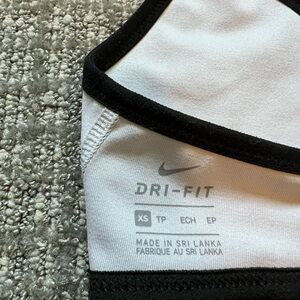 DRI-FIT
XS TP ECH EP
MADE IN SRI LANKA
FABRIQUE AU SRI LANKA